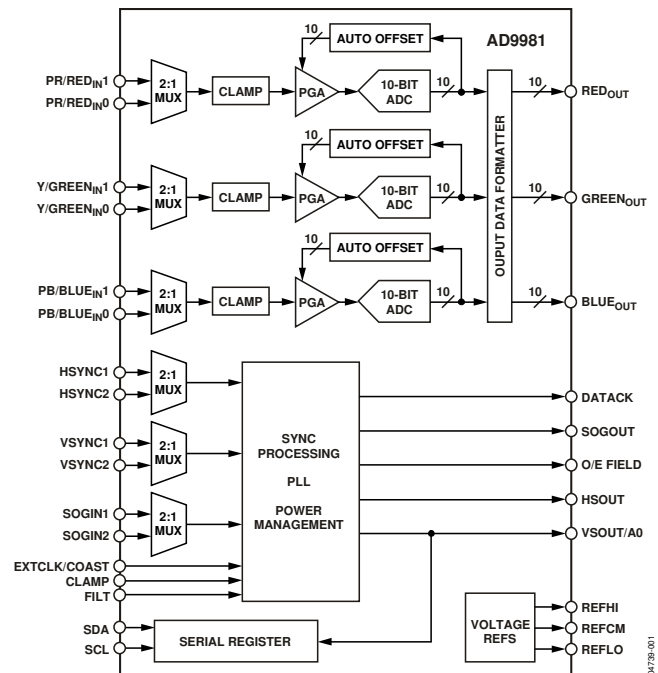 AD9981
10
AUTO OFFSET
PR/RED_IN1
PR/RED_IN0
2:1
MUX
CLAMP
PGA
10-BIT
ADC
10
10
RED_OUT
10
AUTO OFFSET
Y/GREEN_IN1
Y/GREEN_IN0
2:1
MUX
CLAMP
PGA
10-BIT
ADC
10
OUPUT DATA FORMATTER
10
GREEN_OUT
10
AUTO OFFSET
PB/BLUE_IN1
PB/BLUE_IN0
2:1
MUX
CLAMP
PGA
10-BIT
ADC
10
10
BLUE_OUT
HSYNC1
HSYNC2
2:1
MUX
VSYNC1
VSYNC2
2:1
MUX
SOGIN1
SOGIN2
2:1
MUX
EXTCLK/COAST
CLAMP
FILT
SYNC
PROCESSING
PLL
POWER
MANAGEMENT
DATACK
SOGOUT
O/E FIELD
HSOUT
VSOUT/A0
SDA
SCL
SERIAL REGISTER
VOLTAGE
REFS
REFHI
REFCM
REFLO
04739-001